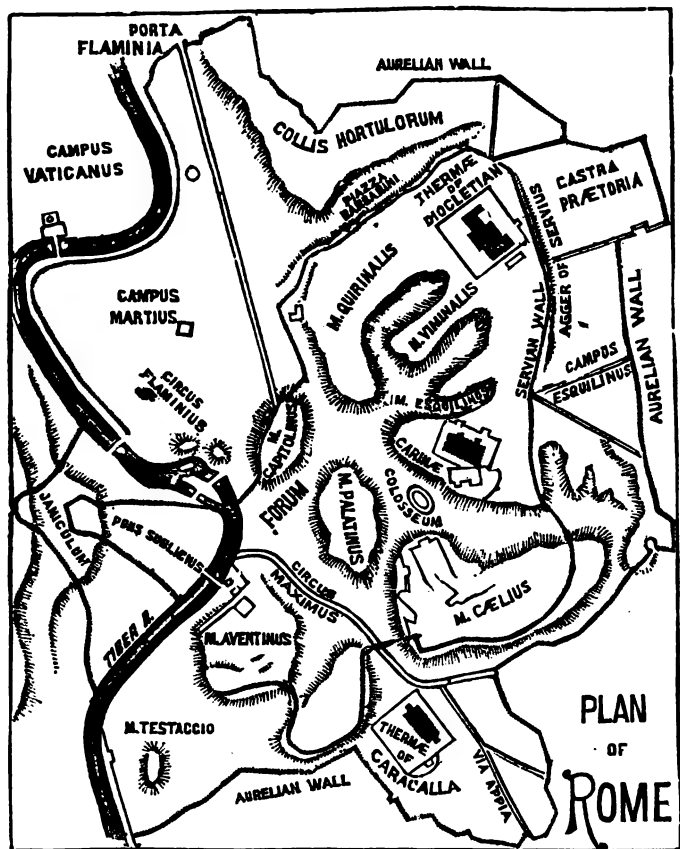 PORTA
FLAMINIA
AURELIAN WALL
COLLIS HORTULORUM
CAMPUS
VATICANUS
PIAZZA
BARBARINI
THERMÆ
OF
DIOCLETIAN
CASTRA
PRÆTORIA
AGGER OF SERVIUS
M. QUIRINALIS
M. VIMINALIS
CAMPUS
MARTIUS
SERVIAN WALL
AURELIAN WALL
CAMPUS
ESQUILINUS
CIRCUS
FLAMINIUS
M. ESQUILINUS
M.
CAPITOLINUS
CARINÆ
COLOSSEUM
FORUM
M. PALATINUS
JANICULUM
PONS SUBLICIUS
CIRCUS
MAXIMUS
M. CÆLIUS
TIBER R.
M. AVENTINUS
M. TESTACCIO
THERMÆ
OF
CARACALLA
VIA APPIA
AURELIAN WALL
PLAN
OF
ROME